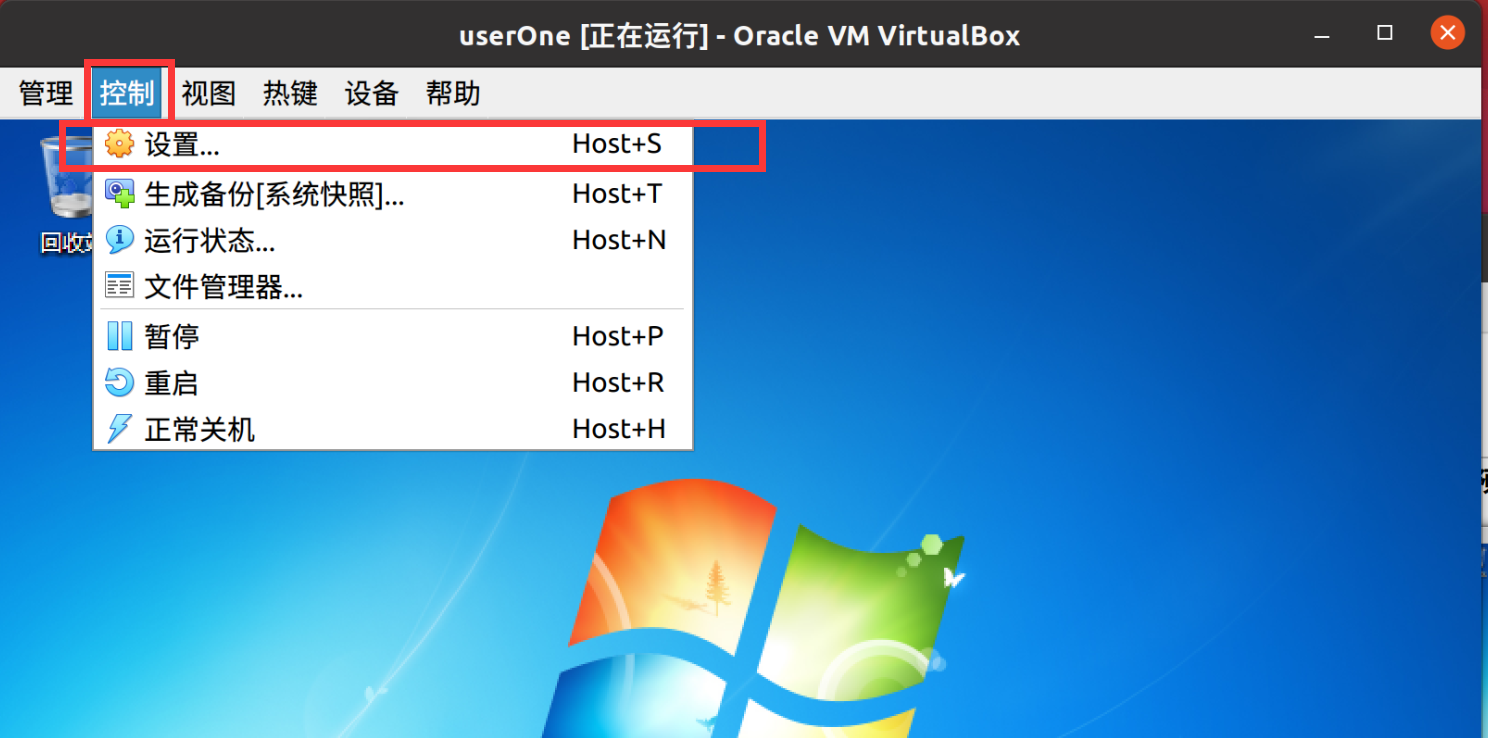 userOne [正在运行] - Oracle VM VirtualBox
管理 控制 视图 热键 设备 帮助
设置... Host+S
生成备份[系统快照]... Host+T
回收
运行状态... Host+N
文件管理器...
暂停 Host+P
重启 Host+R
正常关机 Host+H